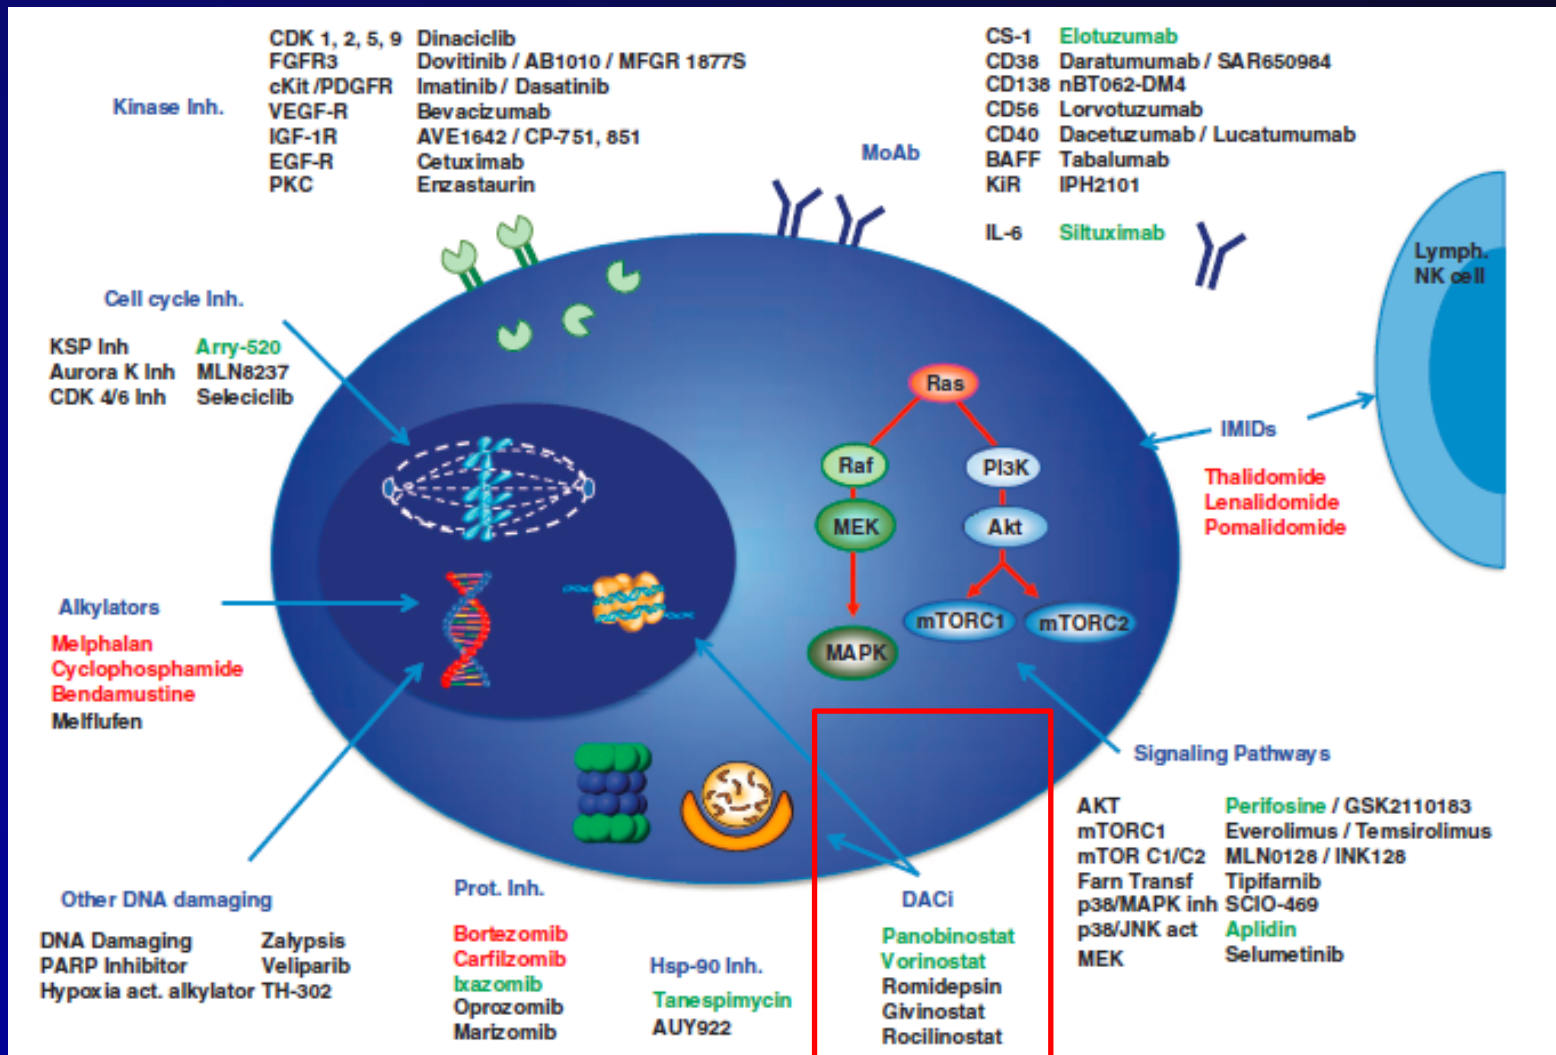 Kinase Inh.
CDK 1, 2, 5, 9 Dinaciclib
FGFR3 Dovitinib / AB1010 / MFGR 1877S
cKit /PDGFR Imatinib / Dasatinib
VEGF-R Bevacizumab
IGF-1R AVE1642 / CP-751, 851
EGF-R Cetuximab
PKC Enzastaurin
MoAb
CS-1 Elotuzumab
CD38 Daratumumab / SAR650984
CD138 nBT062-DM4
CD56 Lorvotuzumab
CD40 Dacetuzumab / Lucatumumab
BAFF Tabalumab
KiR IPH2101
IL-6 Siltuximab
Lymph.
NK cell
Cell cycle Inh.
KSP Inh Arry-520
Aurora K Inh MLN8237
CDK 4/6 Inh Seleciclib
Ras
Raf
PI3K
MEK
Akt
mTORC1
mTORC2
MAPK
IMIDs
Thalidomide
Lenalidomide
Pomalidomide
Alkylators
Melphalan
Cyclophosphamide
Bendamustine
Melflufen
Signaling Pathways
AKT Perifosine / GSK2110183
mTORC1 Everolimus / Temsirolimus
mTOR C1/C2 MLN0128 / INK128
Farn Transf Tipifarnib
p38/MAPK inh SCIO-469
p38/JNK act Aplidin
MEK Selumetinib
Other DNA damaging
DNA Damaging Zalypsis
PARP Inhibitor Veliparib
Hypoxia act. alkylator TH-302
Prot. Inh.
Bortezomib
Carfilzomib
Ixazomib
Oprozomib
Marizomib
Hsp-90 Inh.
Tanespimycin
AUY922
DACi
Panobinostat
Vorinostat
Romidepsin
Givinostat
Rocilinostat